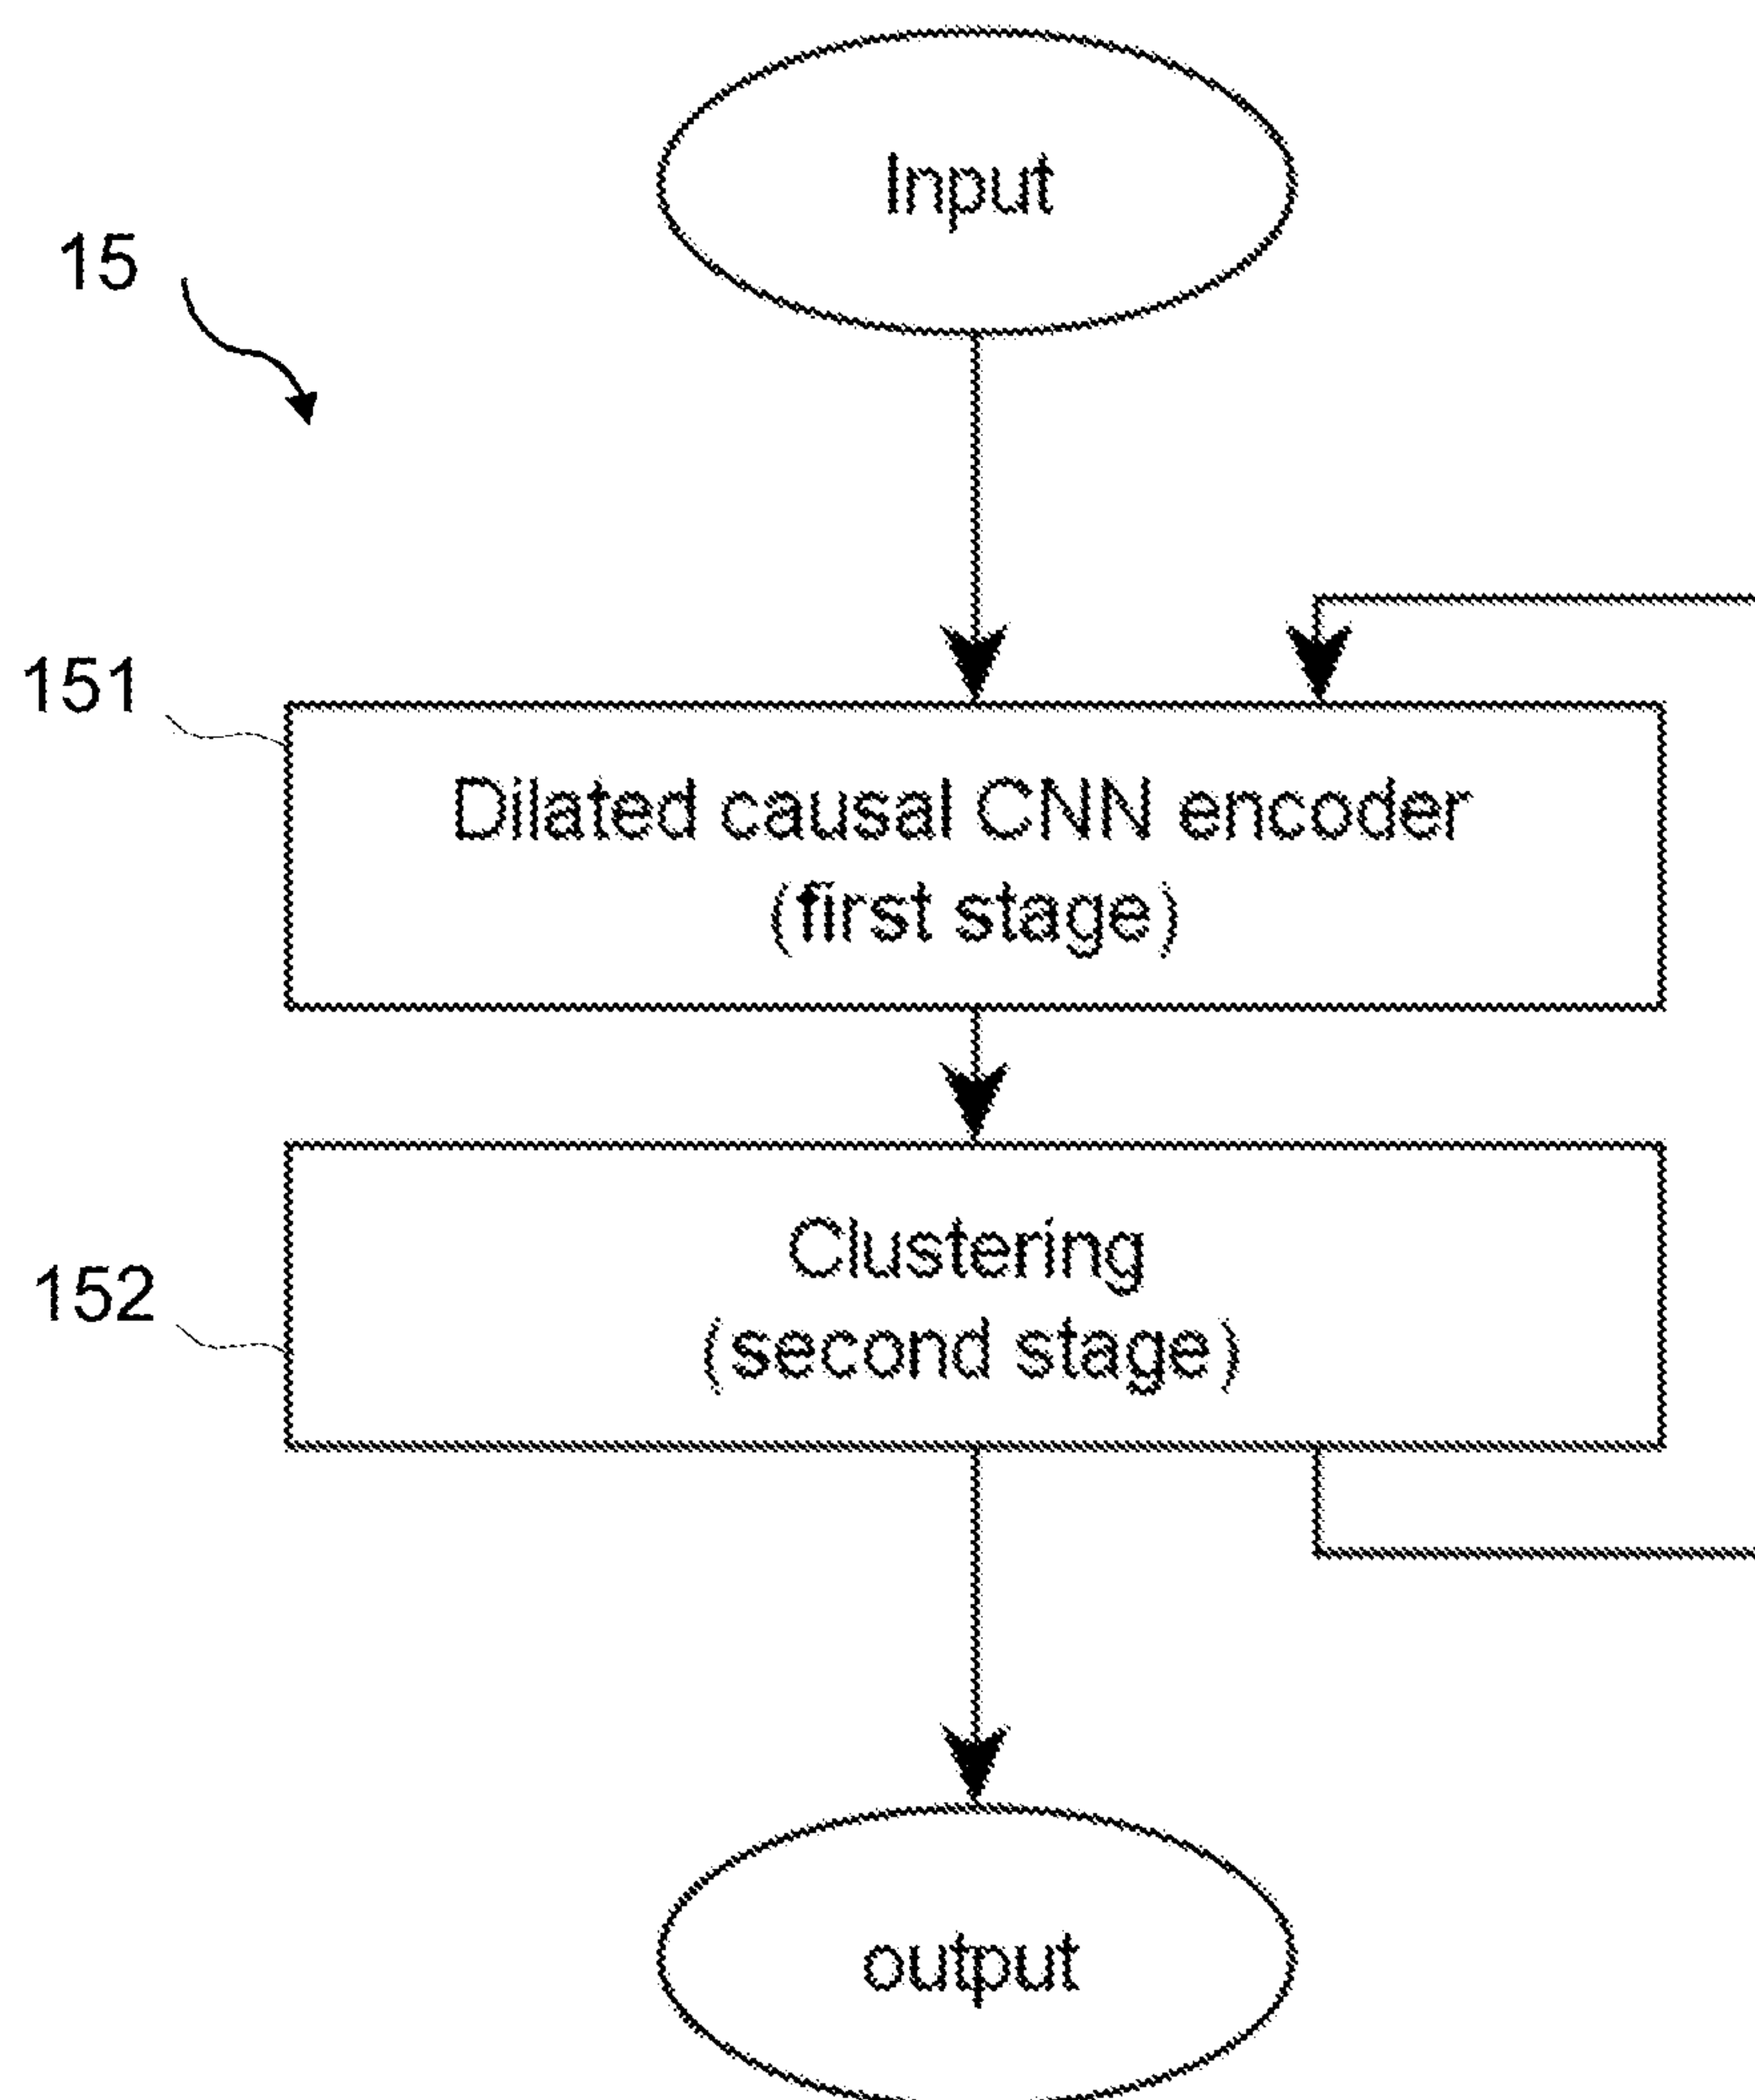 Input
15
151
Dilated causal CNN encoder
(first stage)
Clustering
(second stage)
152
output